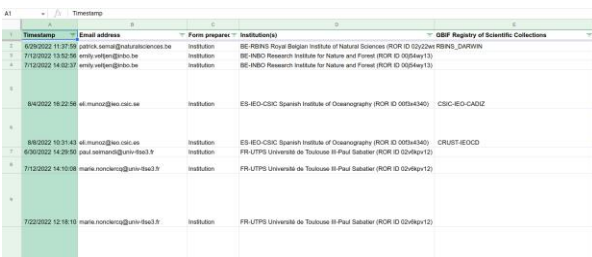 A1 fx Timestamp
A B C D E
1 Timestamp Email address Form preparec Institution(s) GBIF Registry of Scientific Collections
2 6/29/2022 11:37:59 patrick.semal@naturalsciences.be Institution BE-RBINS Royal Belgian Institute of Natural Sciences (ROR ID 02y22ws RBINS_DARWIN
3 7/12/2022 13:52:56 emily.veltjen@inbo.be Institution BE-INBO Research Institute for Nature and Forest (ROR ID 00j54wy13)
4 7/12/2022 14:02:37 emily.veltjen@inbo.be Institution BE-INBO Research Institute for Nature and Forest (ROR ID 00j54wy13)
5 8/4/2022 16:22:56 eli.munoz@ieo.csic.es Institution ES-IEO-CSIC Spanish Institute of Oceanography (ROR ID 00f3x4340) CSIC-IEO-CADIZ
6 8/8/2022 10:31:43 eli.munoz@ieo.csic.es Institution ES-IEO-CSIC Spanish Institute of Oceanography (ROR ID 00f3x4340) CRUST-IEOCD
7 6/30/2022 14:29:50 paul.seimandi@univ-tlse3.fr Institution FR-UTPS Université de Toulouse III-Paul Sabatier (ROR ID 02v6kpv12)
8 7/12/2022 14:10:08 marie.nonclercq@univ-tlse3.fr Institution FR-UTPS Université de Toulouse III-Paul Sabatier (ROR ID 02v6kpv12)
9 7/22/2022 12:18:10 marie.nonclercq@univ-tlse3.fr Institution FR-UTPS Université de Toulouse III-Paul Sabatier (ROR ID 02v6kpv12)